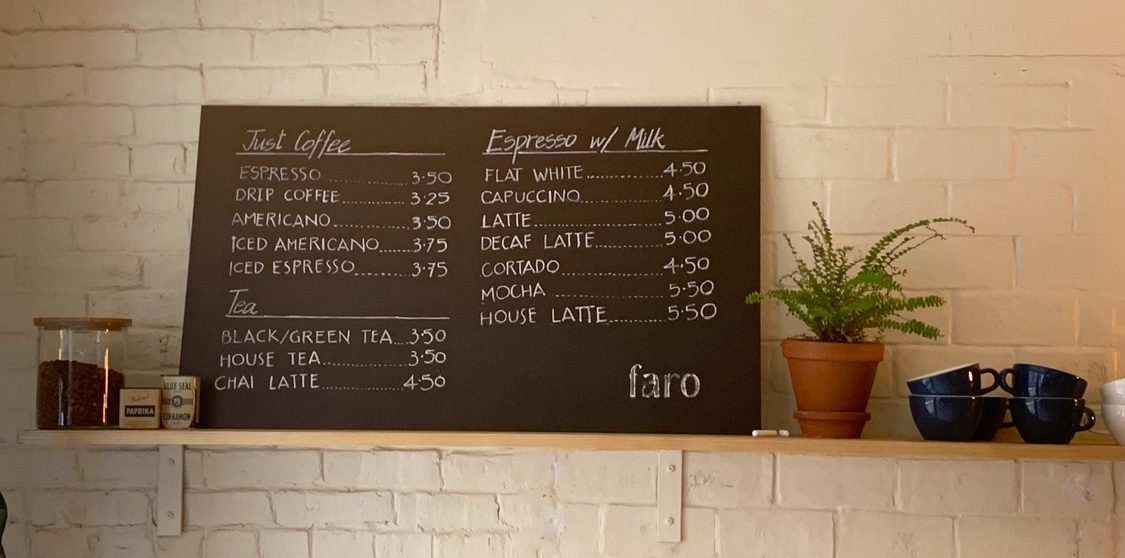 Just Coffee
ESPRESSO ............... 3.50
DRIP COFFEE ............... 3.25
AMERICANO ............... 3.50
ICED AMERICANO ....... 3.75
ICED ESPRESSO .......... 3.75
Tea
BLACK/GREEN TEA ... 3.50
HOUSE TEA ................ 3.50
CHAI LATTE ................ 4.50
Espresso w/ Milk
FLAT WHITE .............. 4.50
CAPUCCINO ............... 4.50
LATTE ........................ 5.00
DECAF LATTE ............ 5.00
CORTADO .................. 4.50
MOCHA ..................... 5.50
HOUSE LATTE ........... 5.50
faro
PAPRIKA
BLUE SEAL
CINNAMON